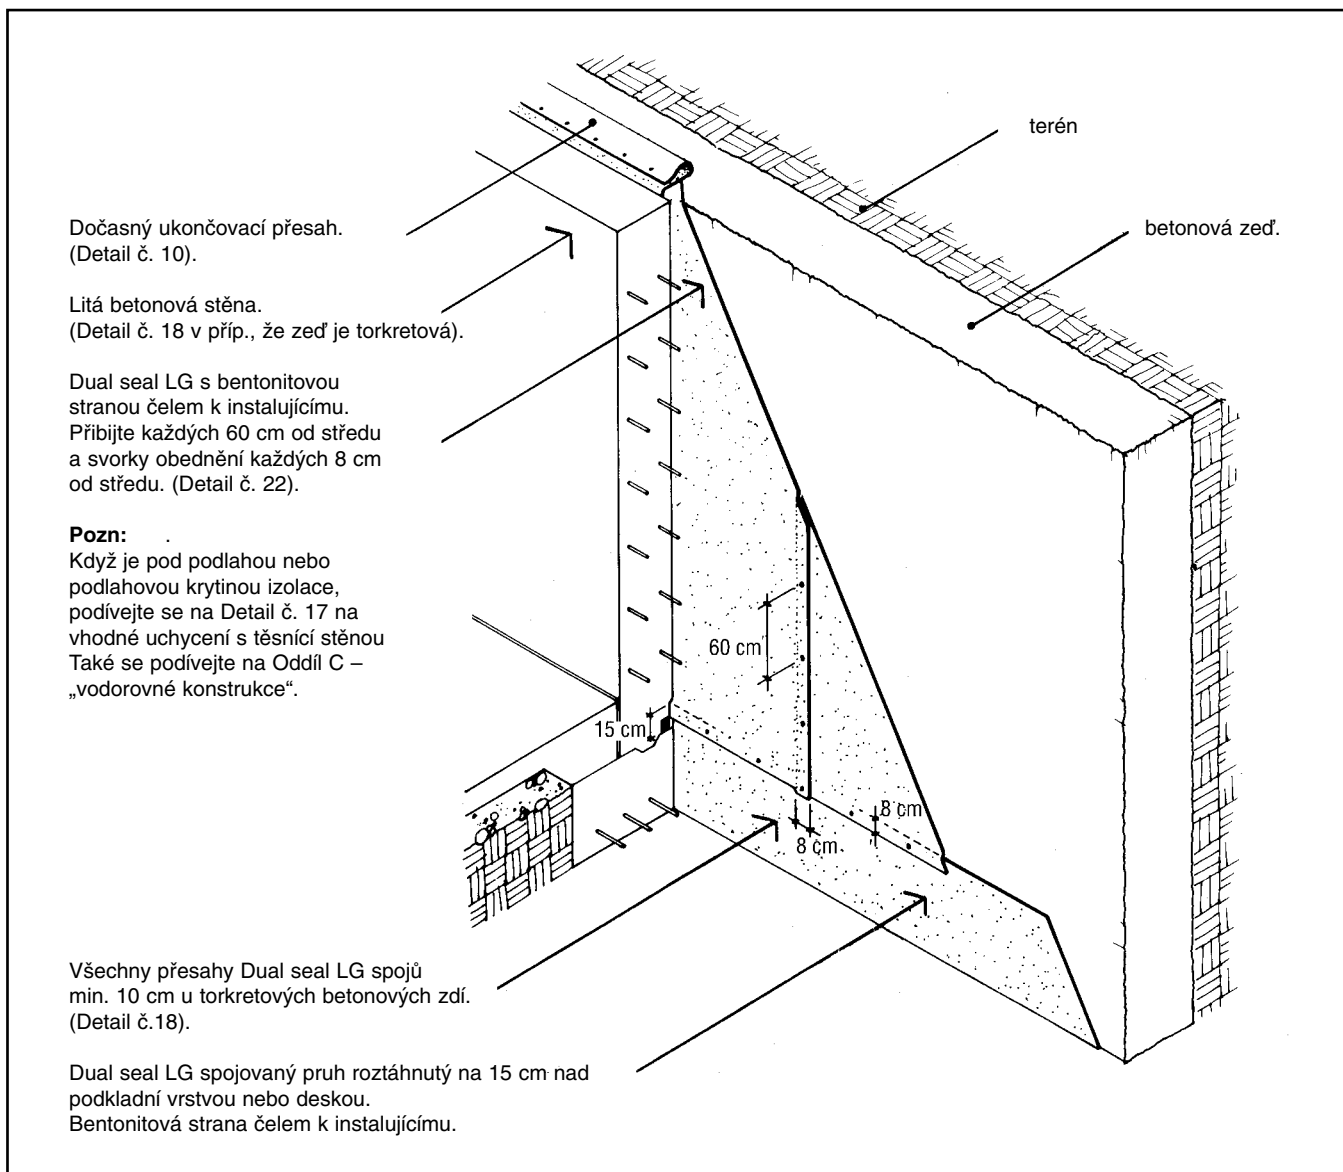 terén
betonová zeď.
Dočasný ukončovací přesah.
(Detail č. 10).
Litá betonová stěna.
(Detail č. 18 v příp., že zeď je torkretová).
Dual seal LG s bentonitovou
stranou čelem k instalujícímu.
Přibijte každých 60 cm od středu
a svorky obednění každých 8 cm
od středu. (Detail č. 22).
Pozn: .
Když je pod podlahou nebo
podlahovou krytinou izolace,
podívejte se na Detail č. 17 na
vhodné uchycení s těsnící stěnou
Také se podívejte na Oddíl C –
„vodorovné konstrukce“.
60 cm
15 cm
8 cm
8 cm
Všechny přesahy Dual seal LG spojů
min. 10 cm u torkretových betonových zdí.
(Detail č.18).
Dual seal LG spojovaný pruh roztáhnutý na 15 cm nad
podkladní vrstvou nebo deskou.
Bentonitová strana čelem k instalujícímu.